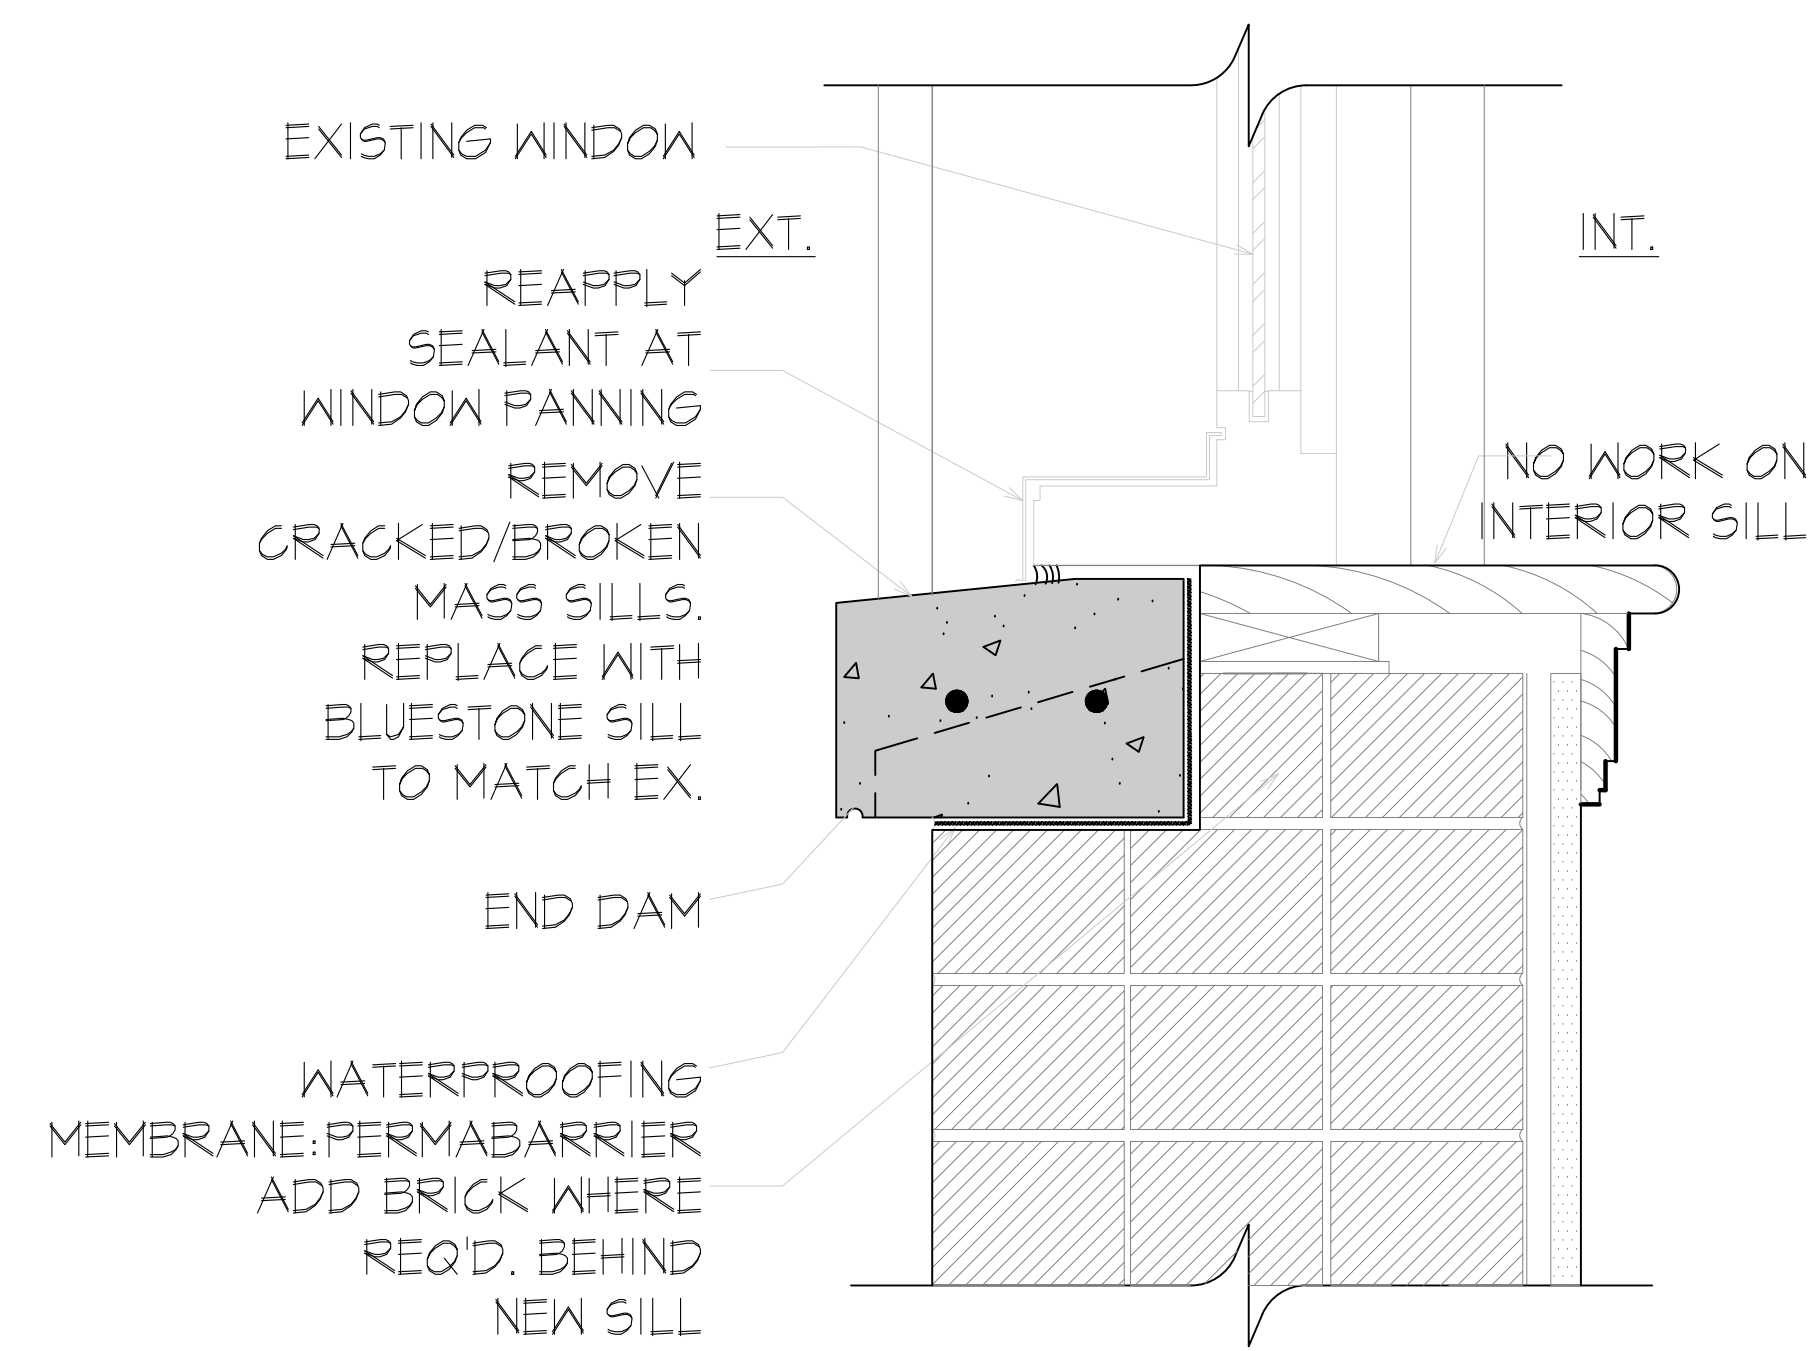 EXISTING WINDOW
EXT.
INT.
REAPPLY
SEALANT AT
WINDOW PANNING
NO WORK ON
INTERIOR SILL
REMOVE
CRACKED/BROKEN
MASS SILLS.
REPLACE WITH
BLUESTONE SILL
TO MATCH EX.
END DAM
WATERPROOFING
MEMBRANE:PERMABARRIER
ADD BRICK WHERE
REQ'D. BEHIND
NEW SILL